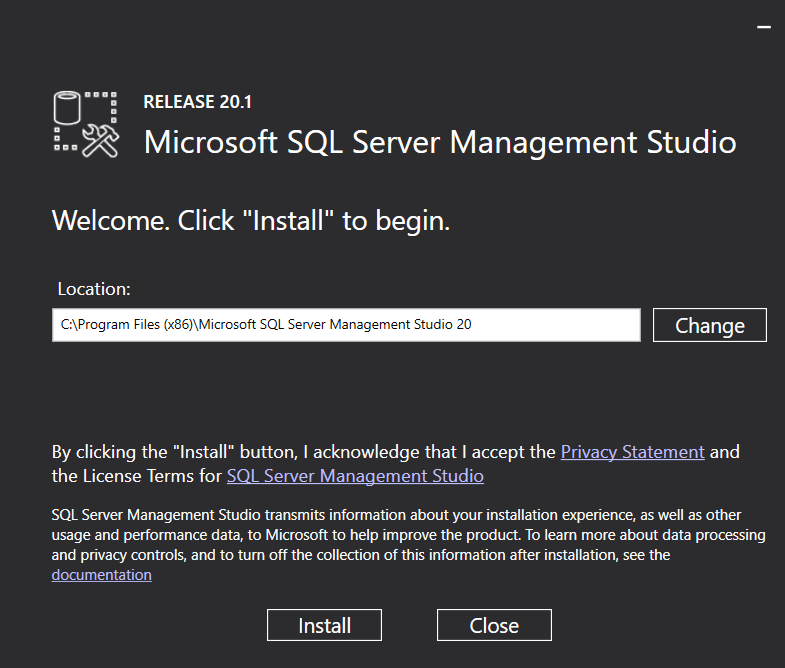 RELEASE 20.1
Microsoft SQL Server Management Studio
Welcome. Click "Install" to begin.
Location:
C:\Program Files (x86)\Microsoft SQL Server Management Studio 20
Change
By clicking the "Install" button, I acknowledge that I accept the Privacy Statement and
the License Terms for SQL Server Management Studio
SQL Server Management Studio transmits information about your installation experience, as well as other
usage and performance data, to Microsoft to help improve the product. To learn more about data processing
and privacy controls, and to turn off the collection of this information after installation, see the
documentation
Install
Close